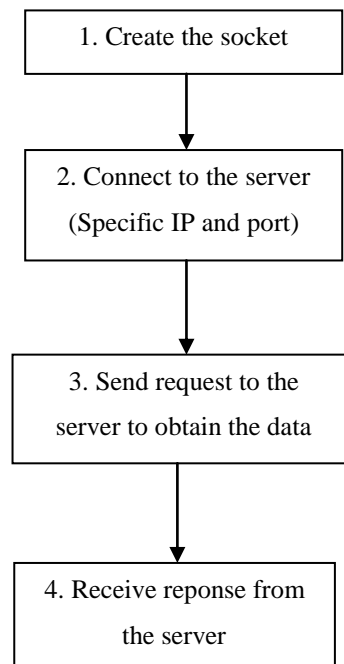 1. Create the socket
2. Connect to the server
(Specific IP and port)
3. Send request to the
server to obtain the data
4. Receive reponse from
the server